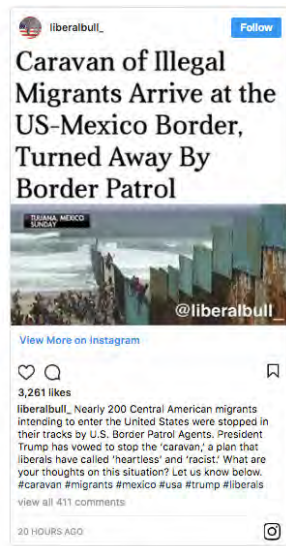 liberalbull_
Follow
Caravan of Illegal
Migrants Arrive at the
US-Mexico Border,
Turned Away By
Border Patrol
TIJUANA, MEXICO
SUNDAY
@liberalbull_
View More on Instagram
3,261 likes
liberalbull_ Nearly 200 Central American migrants
intending to enter the United States were stopped in
their tracks by U.S. Border Patrol Agents. President
Trump has vowed to stop the 'caravan,' a plan that
liberals have called 'heartless' and 'racist.' What are
your thoughts on this situation? Let us know below.
#caravan #migrants #mexico #usa #trump #liberals
view all 411 comments
20 HOURS AGO